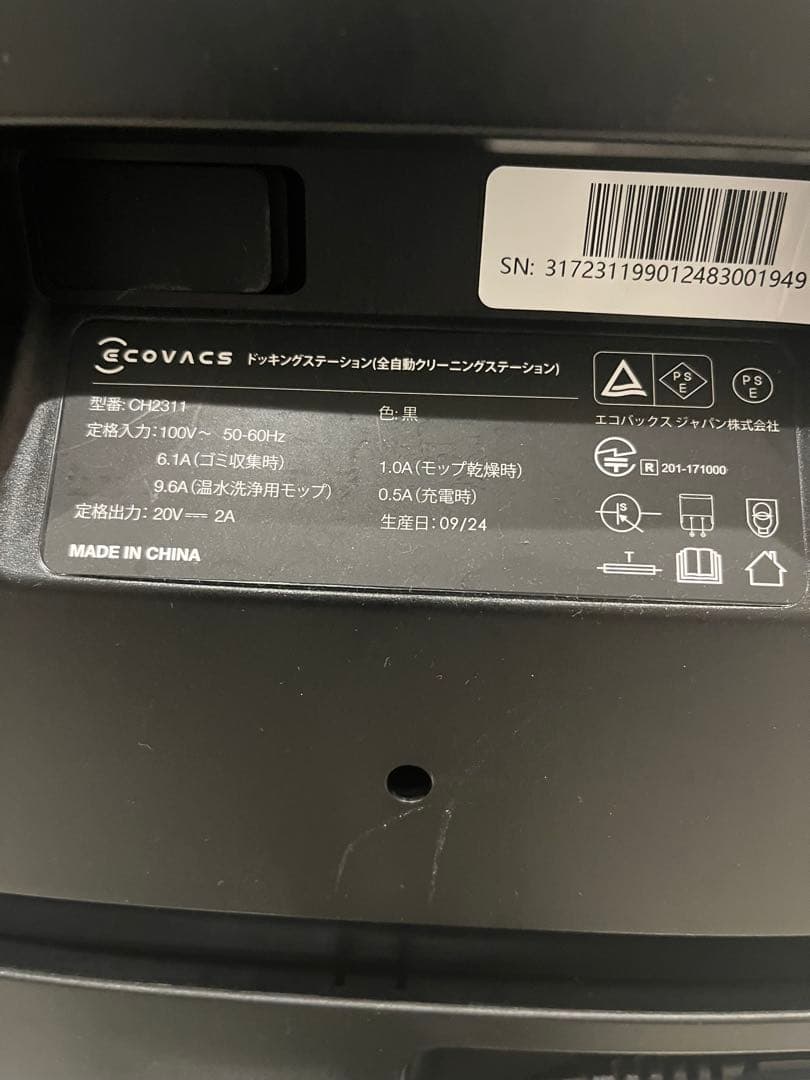 SN: 317231199012483001949
ECOVACS ドッキングステーション(全自動クリーニングステーション)
型番: CH2311 色: 黒
定格入力: 100V～ 50-60Hz
6.1A(ゴミ収集時) 1.0A(モップ乾燥時)
9.6A(温水洗浄用モップ) 0.5A(充電時)
定格出力: 20V⎓ 2A 生産日: 09/24
MADE IN CHINA
PS
E
PS
E
エコバックス ジャパン株式会社
R 201-171000
S
T